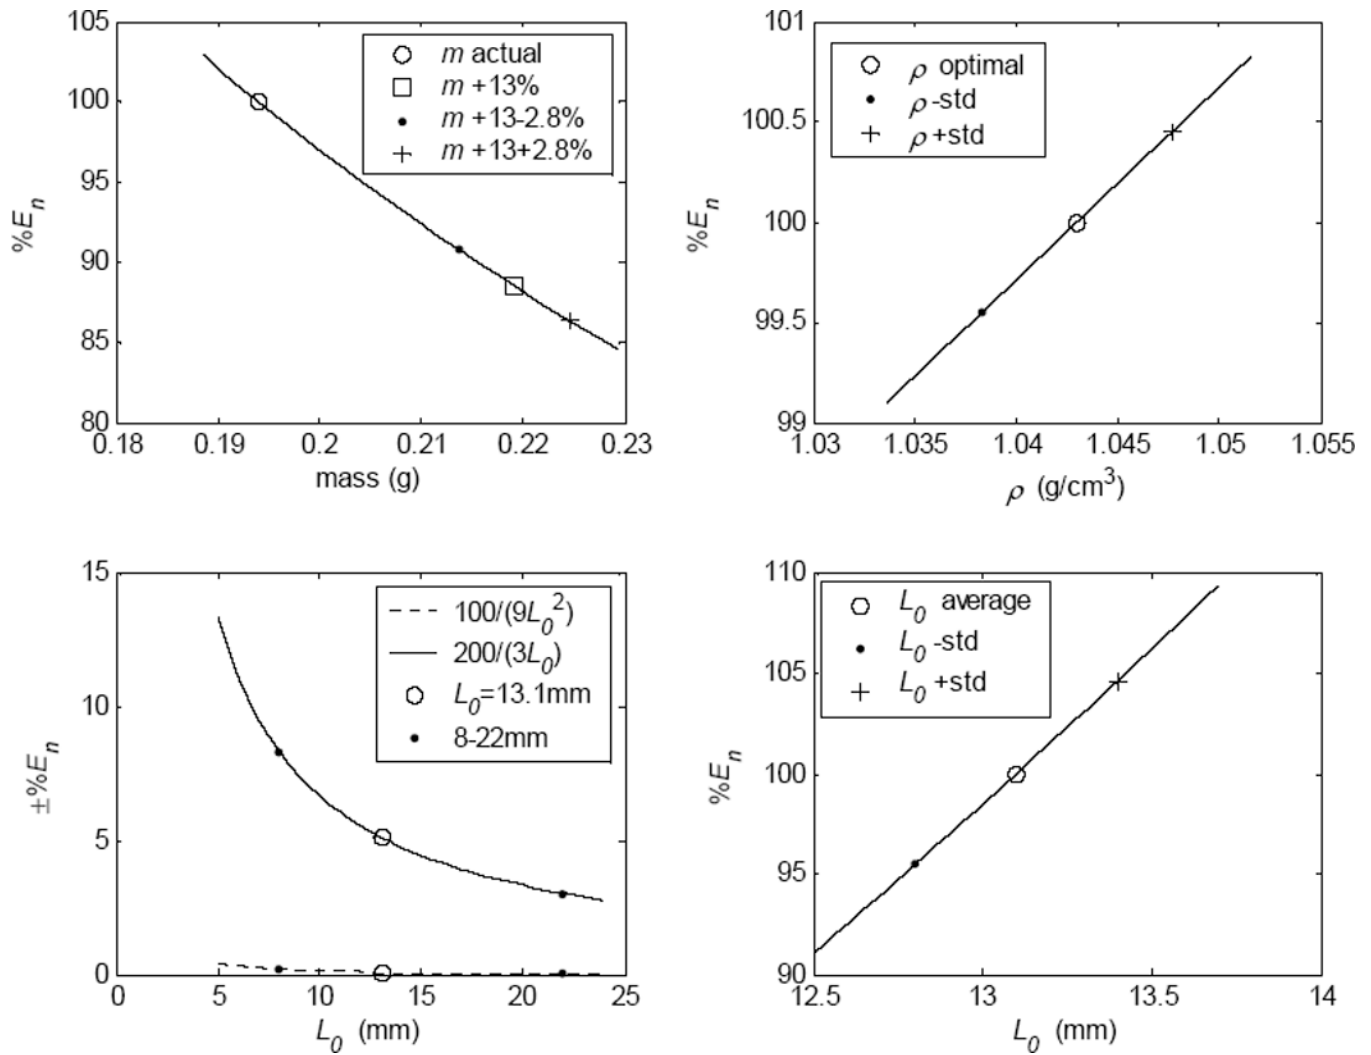 105
100
95
90
85
80
%Eₙ
m actual
m +13%
m +13-2.8%
m +13+2.8%
0.18 0.19 0.2 0.21 0.22 0.23
mass (g)
101
100.5
100
99.5
99
%Eₙ
ρ optimal
ρ -std
ρ +std
1.03 1.035 1.04 1.045 1.05 1.055
ρ (g/cm³)
15
10
5
0
±%Eₙ
100/(9L₀²)
200/(3L₀)
L₀=13.1mm
8-22mm
0 5 10 15 20 25
L₀ (mm)
110
105
100
95
90
%Eₙ
L₀ average
L₀ -std
L₀ +std
12.5 13 13.5 14
L₀ (mm)